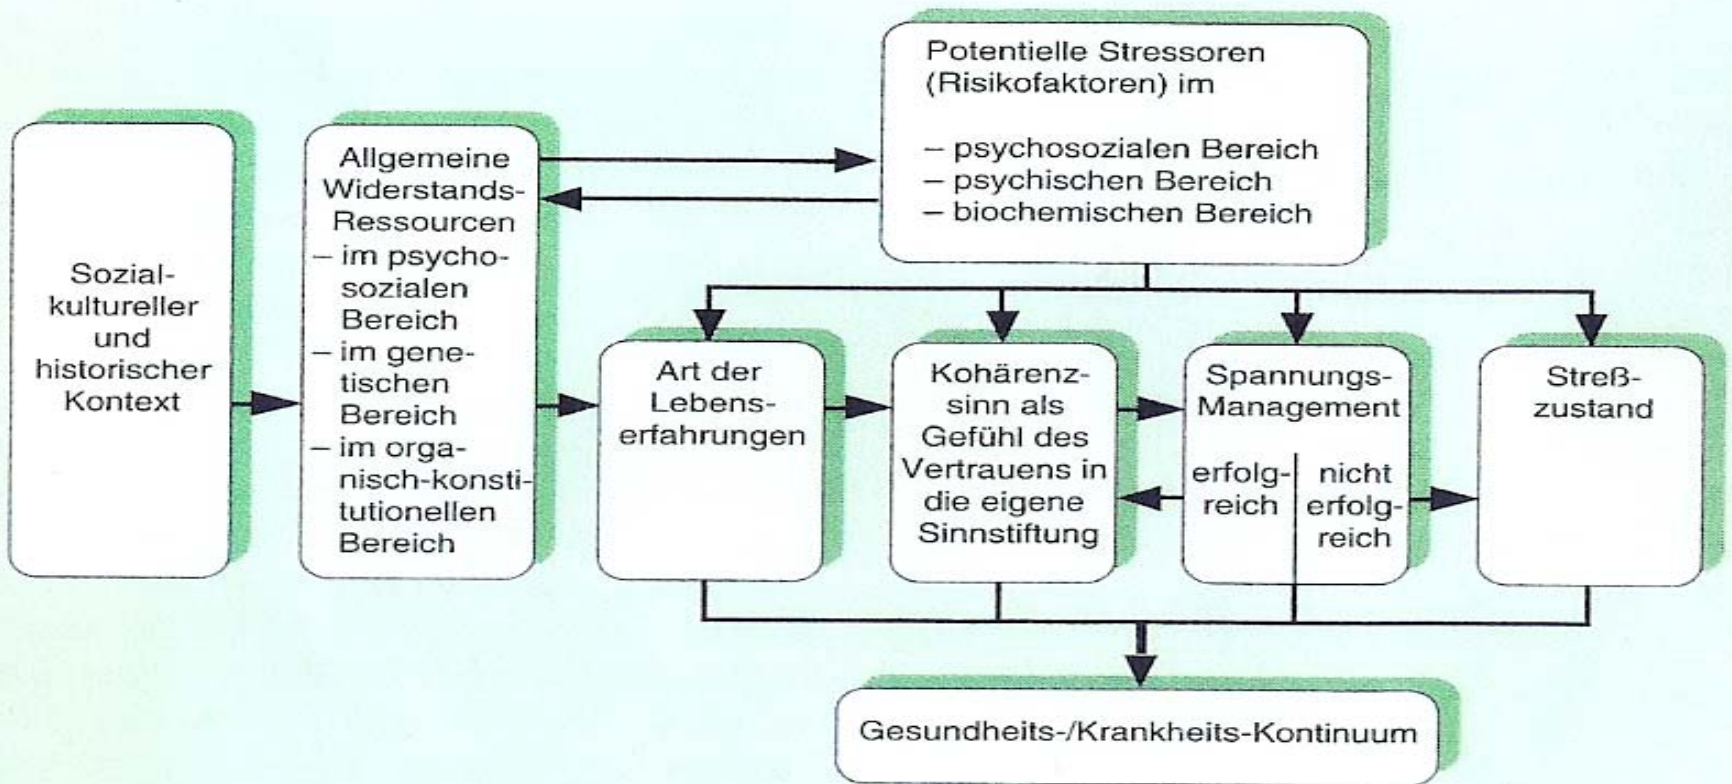 Sozial-
kultureller
und
historischer
Kontext
Allgemeine
Widerstands-
Ressourcen
– im psycho-
sozialen
Bereich
– im gene-
tischen
Bereich
– im orga-
nisch-konsti-
tutionellen
Bereich
Potentielle Stressoren
(Risikofaktoren) im
– psychosozialen Bereich
– psychischen Bereich
– biochemischen Bereich
Art der
Lebens-
erfahrungen
Kohärenz-
sinn als
Gefühl des
Vertrauens in
die eigene
Sinnstiftung
Spannungs-
Management
erfolg-
reich
nicht
erfolg-
reich
Streß-
zustand
Gesundheits-/Krankheits-Kontinuum